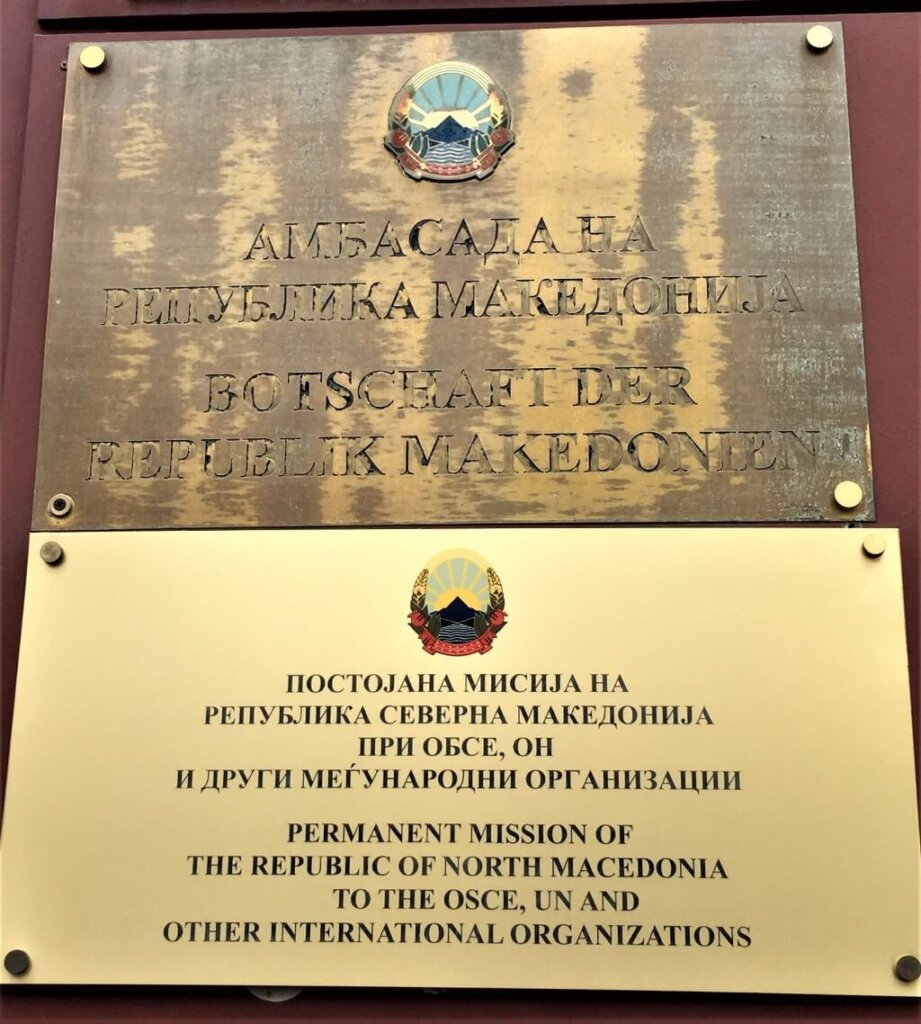 АМБАСАДА НА
РЕПУБЛИКА МАКЕДОНИЈА
BOTSCHAFT DER
REPUBLIK MAKEDONIEN
ПОСТОЈАНА МИСИЈА НА
РЕПУБЛИКА СЕВЕРНА МАКЕДОНИЈА
ПРИ ОБСЕ, ОН
И ДРУГИ МЕЃУНАРОДНИ ОРГАНИЗАЦИИ
PERMANENT MISSION OF
THE REPUBLIC OF NORTH MACEDONIA
TO THE OSCE, UN AND
OTHER INTERNATIONAL ORGANIZATIONS